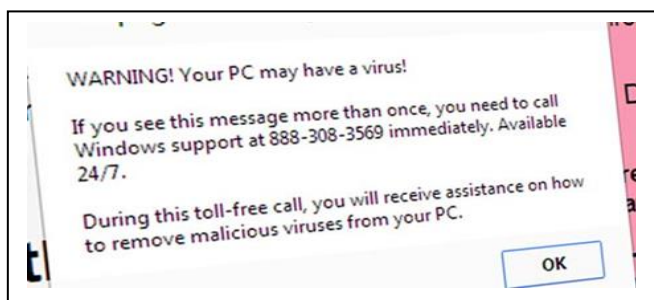 WARNING! Your PC may have a virus!
If you see this message more than once, you need to call
Windows support at 888-308-3569 immediately. Available
24/7.
During this toll-free call, you will receive assistance on how
to remove malicious viruses from your PC.
OK